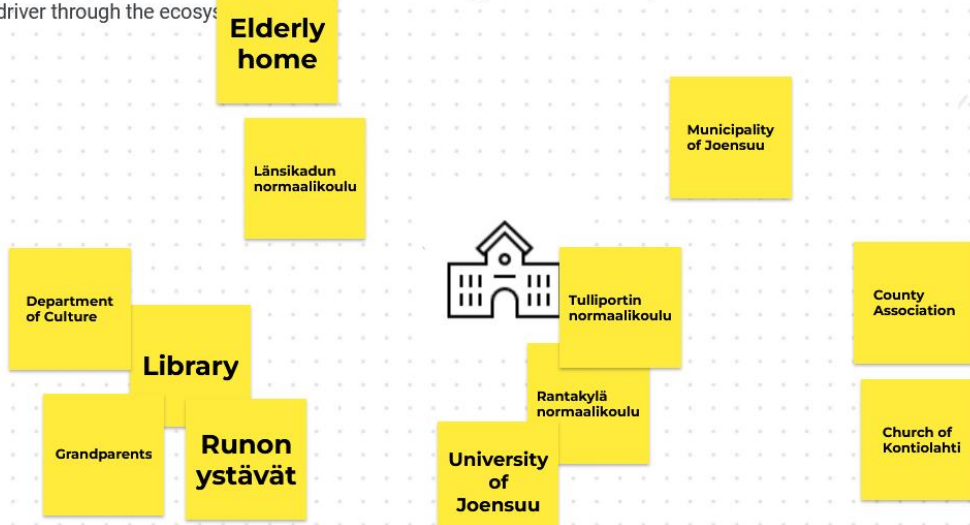 driver through the ecosys
Elderly
home
Municipality
of Joensuu
Länsikadun
normaalikoulu
Department
of Culture
Library
Grandparents
Runon
ystävät
Tulliportin
normaalikoulu
Rantakylä
normaalikoulu
University
of
Joensuu
County
Association
Church of
Kontiolahti